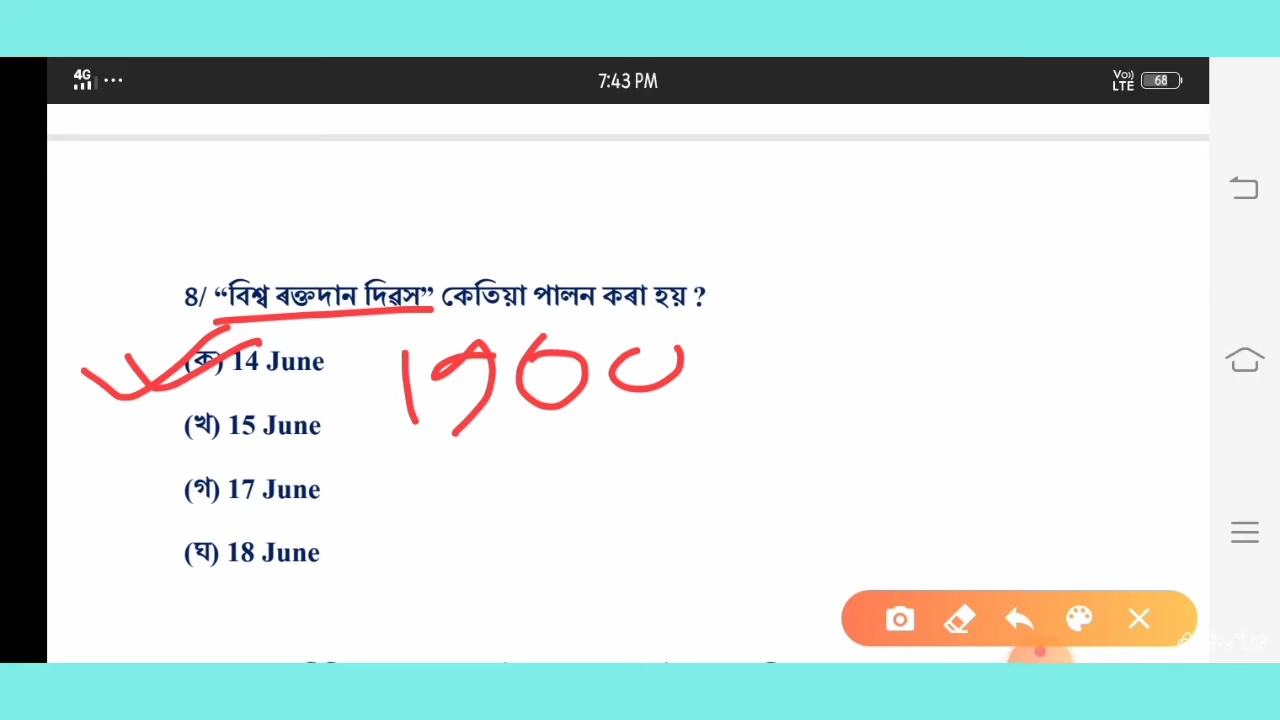 4G ... 7:43 PM Vo)) LTE 68
8/ “বিশ্ব ৰক্তদান দিৱস” কেতিয়া পালন কৰা হয় ?
(ক) 14 June
1900
(খ) 15 June
(গ) 17 June
(ঘ) 18 June